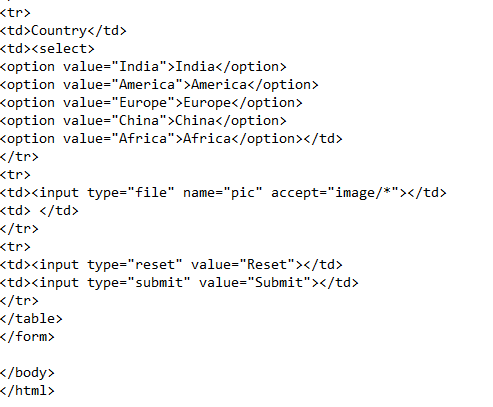 <tr>
<td>Country</td>
<td><select>
<option value="India">India</option>
<option value="America">America</option>
<option value="Europe">Europe</option>
<option value="China">China</option>
<option value="Africa">Africa</option></td>
</tr>
<tr>
<td><input type="file" name="pic" accept="image/*"></td>
<td> </td>
</tr>
<tr>
<td><input type="reset" value="Reset"></td>
<td><input type="submit" value="Submit"></td>
</tr>
</table>
</form>

</body>
</html>